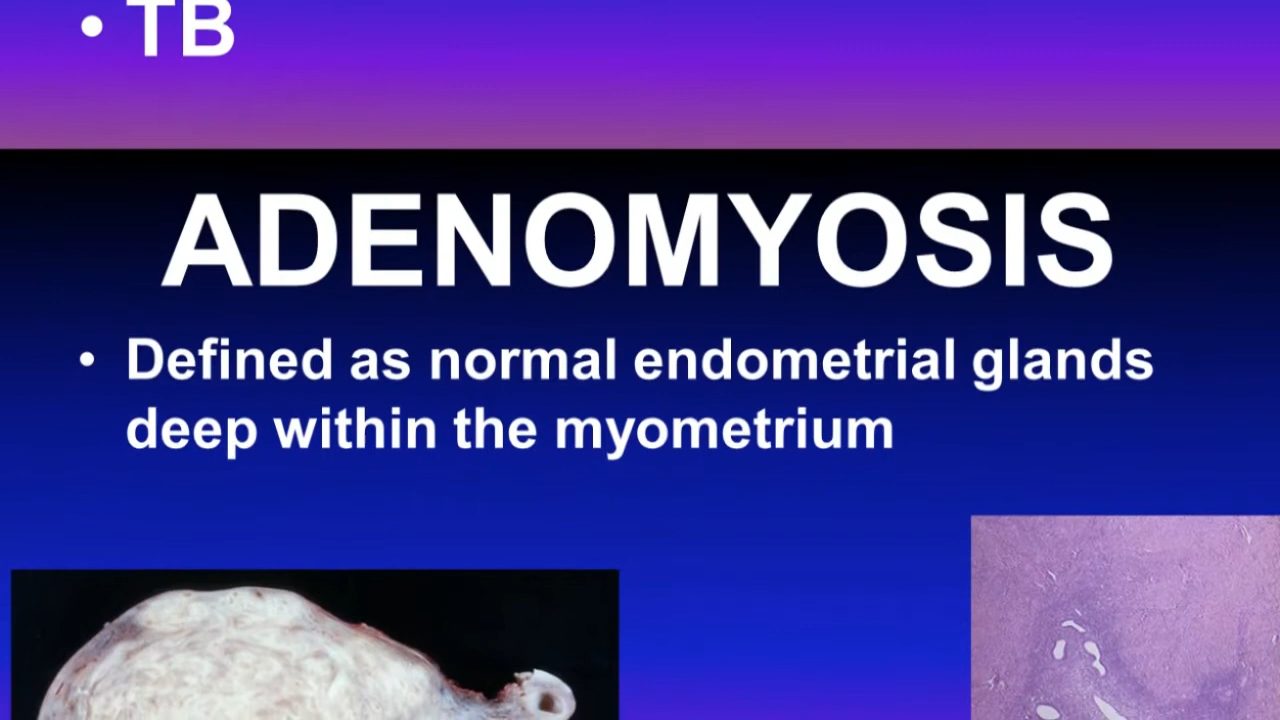 • TB
ADENOMYOSIS
• Defined as normal endometrial glands
deep within the myometrium